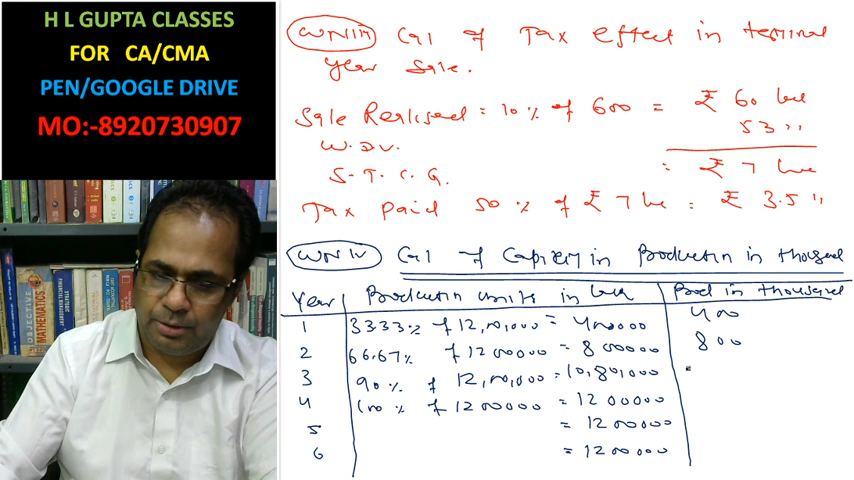 H L GUPTA CLASSES
FOR CA/CMA
PEN/GOOGLE DRIVE
MO:-8920730907
WN III Cal of Tax effect in terminal
year Sale.
Sale Realised = 10% of 600 = ₹ 60 lac
W.D.V. 53 "
S.T.C.G. = ₹ 7 lac
Tax Paid 50% of ₹ 7 lac = ₹ 3.5 "
WN IV Cal of Capicity in Production in thousand
Year Production units in lac Prod in thousand
1 33.33% of 12,00,000 = 400000 400
2 66.67% of 1200000 = 800000 800
3 90% of 12,00,000 = 10,80,000 =
4 100% of 1200000 = 1200000
5 = 1200000
6 = 1200000